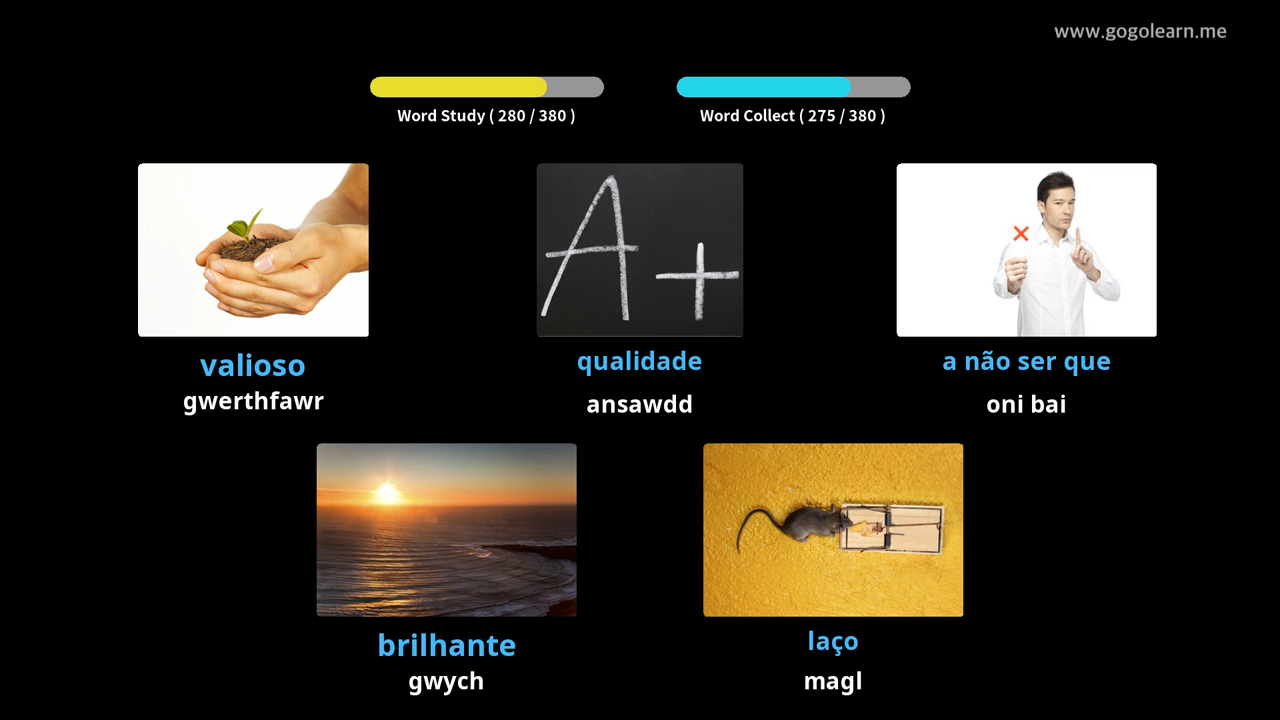 www.gogolearn.me
Word Study ( 280 / 380 )
Word Collect ( 275 / 380 )
A+
valioso
gwerthfawr
qualidade
ansawdd
a não ser que
oni bai
brilhante
gwych
laço
magl